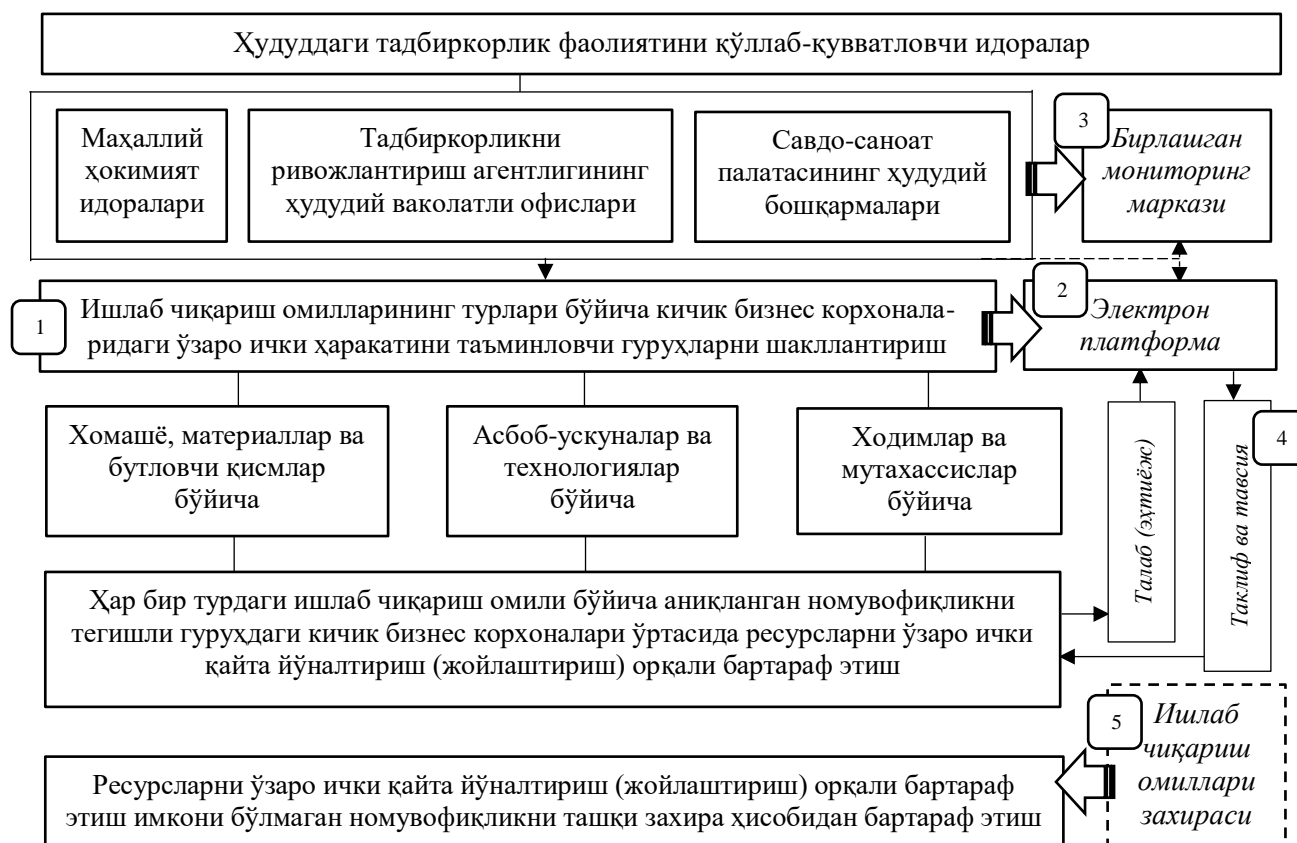 Ҳудуддаги тадбиркорлик фаолиятини қўллаб-қувватловчи идоралар
Маҳаллий
ҳокимият
идоралари
Тадбиркорликни
ривожлантириш агентлигининг
ҳудудий ваколатли офислари
Савдо-саноат
палатасининг ҳудудий
бошқармалари
3
Бирлашган
мониторинг
маркази
1
Ишлаб чиқариш омилларининг турлари бўйича кичик бизнес корхонала-
ридаги ўзаро ички ҳаракатини таъминловчи гуруҳларни шакллантириш
2
Электрон
платформа
Хомашё, материаллар ва
бутловчи қисмлар
бўйича
Асбоб-ускуналар ва
технологиялар
бўйича
Ходимлар ва
мутахассислар
бўйича
Талаб (эҳтиёж)
4
Таклиф ва тавсия
Ҳар бир турдаги ишлаб чиқариш омили бўйича аниқланган номувофиқликни
тегишли гуруҳдаги кичик бизнес корхоналари ўртасида ресурсларни ўзаро ички
қайта йўналтириш (жойлаштириш) орқали бартараф этиш
5
Ишлаб
чиқариш
омиллари
захираси
Ресурсларни ўзаро ички қайта йўналтириш (жойлаштириш) орқали бартараф
этиш имкони бўлмаган номувофиқликни ташқи захира ҳисобидан бартараф этиш